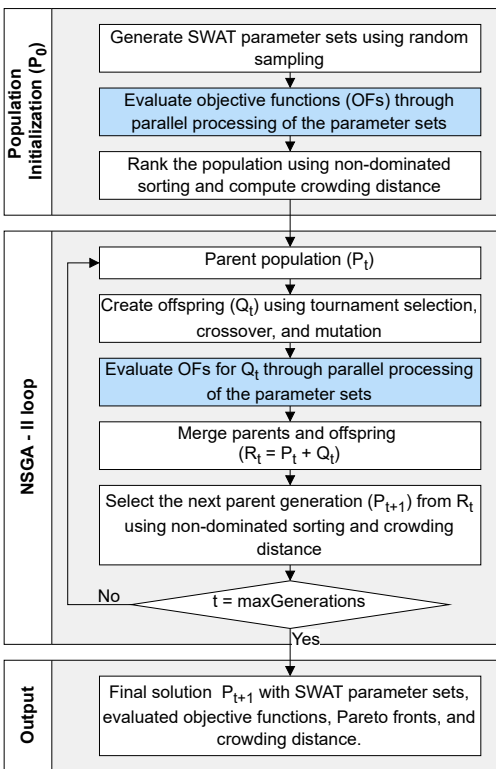 Population
Initialization (P0)
Generate SWAT parameter sets using random
sampling
Evaluate objective functions (OFs) through
parallel processing of the parameter sets
Rank the population using non-dominated
sorting and compute crowding distance
NSGA - II loop
Parent population (Pt)
Create offspring (Qt) using tournament selection,
crossover, and mutation
Evaluate OFs for Qt through parallel processing
of the parameter sets
Merge parents and offspring
(Rt = Pt + Qt)
Select the next parent generation (Pt+1) from Rt
using non-dominated sorting and crowding
distance
No
t = maxGenerations
Yes
Output
Final solution Pt+1 with SWAT parameter sets,
evaluated objective functions, Pareto fronts, and
crowding distance.